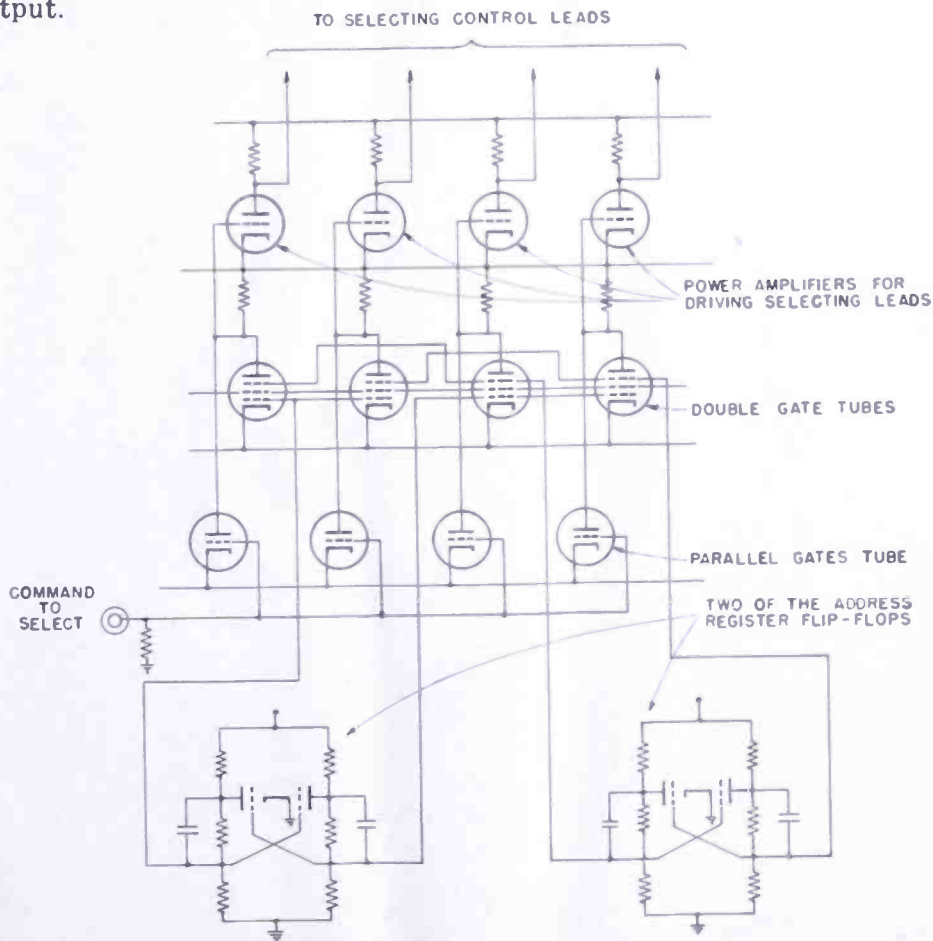 tput.
TO SELECTING CONTROL LEADS
POWER AMPLIFIERS FOR
DRIVING SELECTING LEADS
DOUBLE GATE TUBES
PARALLEL GATES TUBE
COMMAND
TO
SELECT
TWO OF THE ADDRESS
REGISTER FLIP-FLOPS